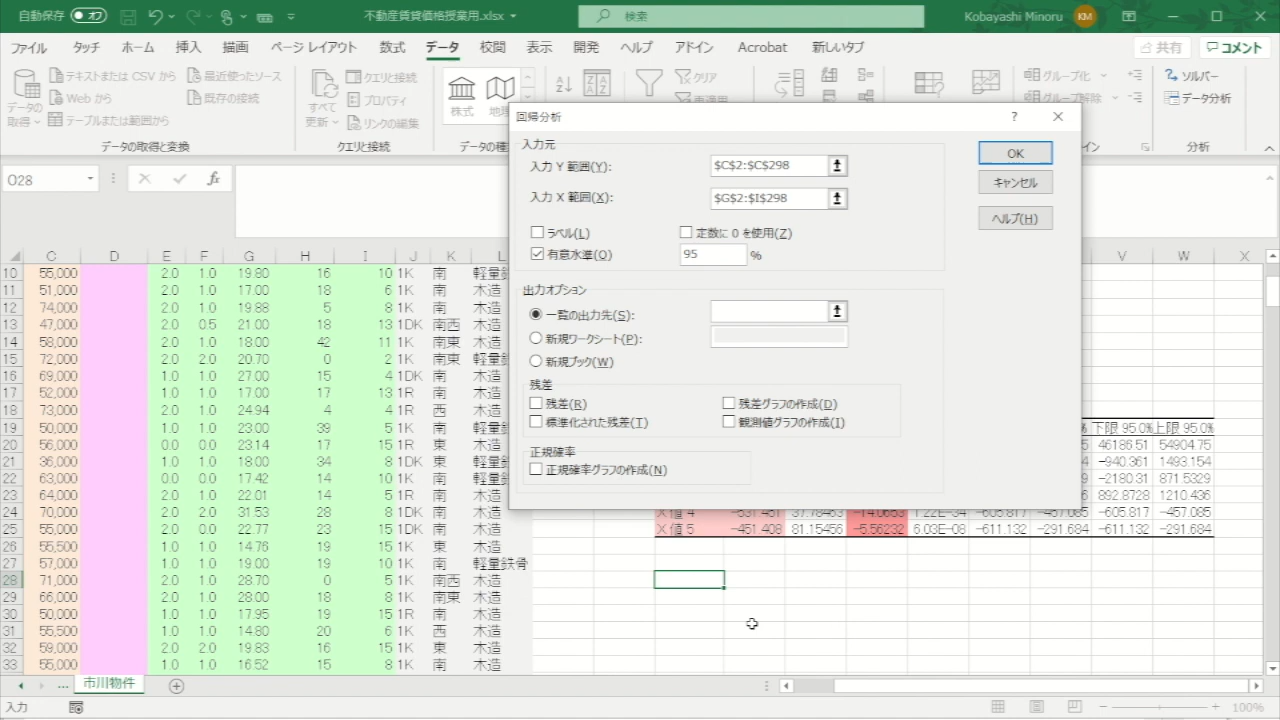 自動保存 オフ 不動産賃貸価格授業用.xlsx 検索 Kobayashi Minoru KM
ファイル タッチ ホーム 挿入 描画 ページ レイアウト 数式 データ 校閲 表示 開発 ヘルプ アドイン Acrobat 新しいタブ 共有 コメント
データの取得 テキストまたは CSV から 最近使ったソース
Web から 既存の接続
テーブルまたは範囲から
すべて更新 クエリと接続
プロパティ
リンクの編集
株式 クリア
グループ化
グループ解除
ソルバー
データ分析
データの取得と変換 クエリと接続 分析
回帰分析 ?
入力元
入力 Y 範囲(Y): $C$2:$C$298
入力 X 範囲(X): $G$2:$I$298
ラベル(L) 定数に 0 を使用(Z)
有意水準(O) 95 %
出力オプション
一覧の出力先(S):
新規ワークシート(P):
新規ブック(W)
残差
残差(R) 残差グラフの作成(D)
標準化された残差(T) 観測値グラフの作成(I)
正規確率
正規確率グラフの作成(N)
OK
キャンセル
ヘルプ(H)
O28 fx
C D E F G H I J K L V W X
10 55,000 2.0 1.0 19.80 16 10 1K 南
11 51,000 2.0 1.0 17.00 18 6 1K 南 木造
12 74,000 2.0 1.0 19.88 5 8 1K 南 木造
13 47,000 2.0 0.5 21.00 18 13 1DK 南西 木造
14 58,000 2.0 1.0 18.00 42 11 1K 南東 木造
15 72,000 2.0 2.0 20.70 0 2 1K 南東
16 69,000 2.0 1.0 27.00 15 4 1DK 南 木造
17 52,000 1.0 1.0 17.00 17 13 1R 南 木造
18 73,000 2.0 1.0 24.94 4 4 1R 西 木造
19 50,000 1.0 1.0 23.00 39 5 1K 南
20 56,000 0.0 0.0 23.14 17 15 1R 東 木造
21 36,000 1.0 1.0 18.00 34 8 1DK 東
22 63,000 0.0 0.0 17.42 14 10 1K 南
23 64,000 2.0 1.0 22.01 14 5 1R 南 木造
24 70,000 2.0 2.0 31.53 28 8 1DK 南 木造
25 55,000 2.0 0.0 22.77 23 15 1DK 南 木造
26 55,500 1.0 1.0 14.76 19 15 1K 東 木造
27 57,000 1.0 1.0 19.00 19 10 1K 南 軽量鉄骨
28 71,000 2.0 1.0 28.70 0 5 1K 南西 木造
29 66,000 2.0 1.0 28.00 18 8 1K 南東 木造
30 50,000 1.0 1.0 17.95 19 15 1R 南 木造
31 55,500 1.0 1.0 14.80 20 6 1K 西 木造
32 59,000 2.0 2.0 19.83 16 15 1K 東 木造
33 55,000 1.0 1.0 16.52 15 8 1K 南 木造
下限 95.0% 上限 95.0%
46186.51 54904.75
-940.361 1493.154
-2180.31 871.5329
892.8728 1210.436
X 値 4 -531.451 37.78463 -14.0653 1.22E-34 -605.817 -457.085 -605.817 -457.085
X 値 5 -451.408 81.15456 -5.56232 6.03E-08 -611.132 -291.684 -611.132 -291.684
... 市川物件
入力 100%